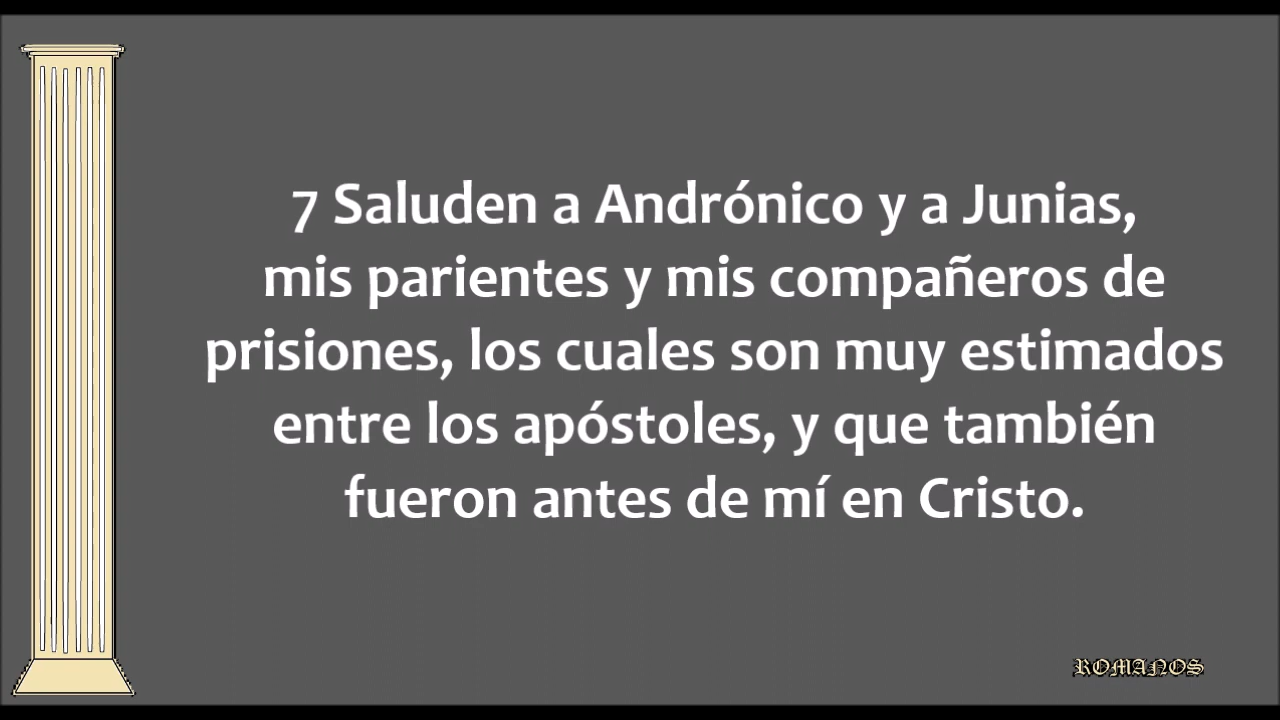 7 Saluden a Andrónico y a Junias,
mis parientes y mis compañeros de
prisiones, los cuales son muy estimados
entre los apóstoles, y que también
fueron antes de mí en Cristo.
ROMANOS